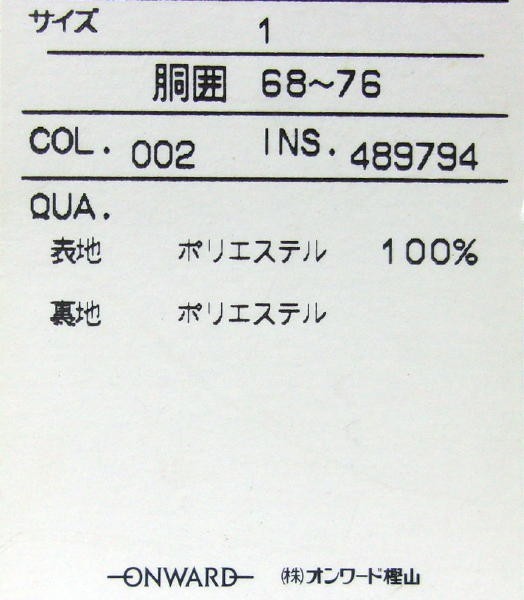 サイズ 1
胴囲 68~76
COL. 002 INS. 489794
QUA.
表地 ポリエステル 100%
裏地 ポリエステル
ONWARD (株)オンワード樫山